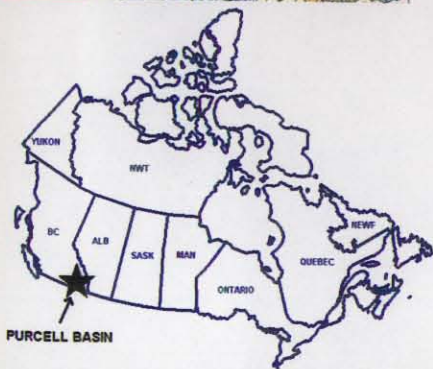 YUKON
NWT
BC
ALB
SASK
MAN
ONTARIO
QUEBEC
NEWF
PURCELL BASIN